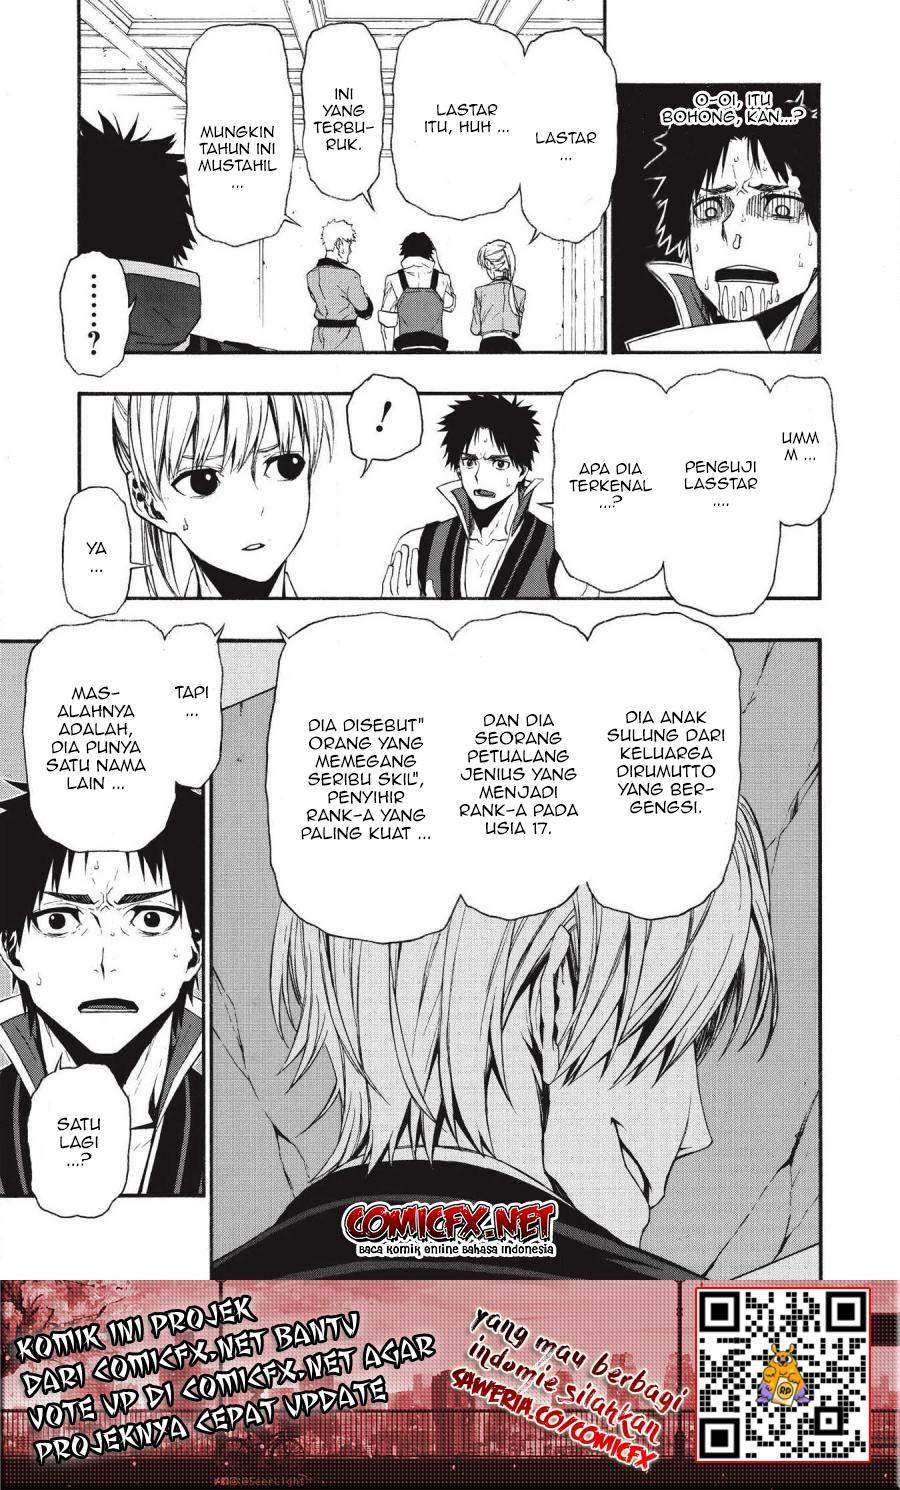 O-OI, ITU
BOHONG, KAN...?
LASTAR
...
LASTAR
ITU, HUH ...
INI
YANG
TERBU-
RUK.
MUNGKIN
TAHUN INI
MUSTAHIL
...
......?
UMM
M ...
PENGUJI
LASSTAR
....
APA DIA
TERKENAL
...?
!
YA
...
DIA ANAK
SULUNG DARI
KELUARGA
DIRUMUTTO
YANG BER-
GENGSI.
DAN DIA
SEORANG
PETUALANG
JENIUS YANG
MENJADI
RANK-A PADA
USIA 17.
DIA DISEBUT"
ORANG YANG
MEMEGANG
SERIBU SKIL",
PENYIHIR
RANK-A YANG
PALING KUAT ...
TAPI
...
MAS-
ALAHNYA
ADALAH,
DIA PUNYA
SATU NAMA
LAIN ...
SATU
LAGI
...?
COMICFX.NET
Baca komik online bahasa indonesia
KOMIK INI PROJEK
DARI COMICFX.NET BANTU
VOTE UP DI COMICFX.NET AGAR
PROJEKNYA CEPAT UPDATE
yang mau berbagi
indomie silahkan
SAWERIA.CO/COMICFX
RP
@seerlight